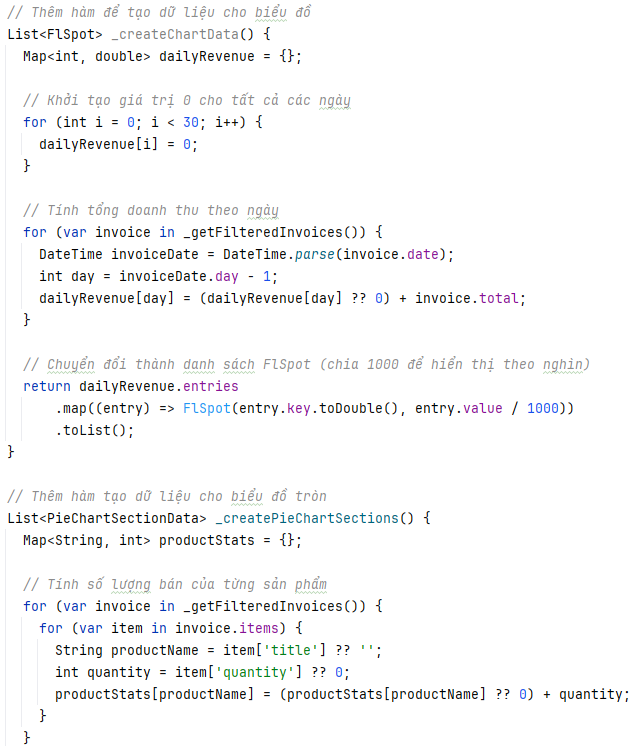 // Thêm hàm để tạo dữ liệu cho biểu đồ
List<FlSpot> _createChartData() {
  Map<int, double> dailyRevenue = {};

  // Khởi tạo giá trị 0 cho tất cả các ngày
  for (int i = 0; i < 30; i++) {
    dailyRevenue[i] = 0;
  }

  // Tính tổng doanh thu theo ngày
  for (var invoice in _getFilteredInvoices()) {
    DateTime invoiceDate = DateTime.parse(invoice.date);
    int day = invoiceDate.day - 1;
    dailyRevenue[day] = (dailyRevenue[day] ?? 0) + invoice.total;
  }

  // Chuyển đổi thành danh sách FlSpot (chia 1000 để hiển thị theo nghìn)
  return dailyRevenue.entries
      .map((entry) => FlSpot(entry.key.toDouble(), entry.value / 1000))
      .toList();
}

// Thêm hàm tạo dữ liệu cho biểu đồ tròn
List<PieChartSectionData> _createPieChartSections() {
  Map<String, int> productStats = {};

  // Tính số lượng bán của từng sản phẩm
  for (var invoice in _getFilteredInvoices()) {
    for (var item in invoice.items) {
      String productName = item['title'] ?? '';
      int quantity = item['quantity'] ?? 0;
      productStats[productName] = (productStats[productName] ?? 0) + quantity;
    }
  }